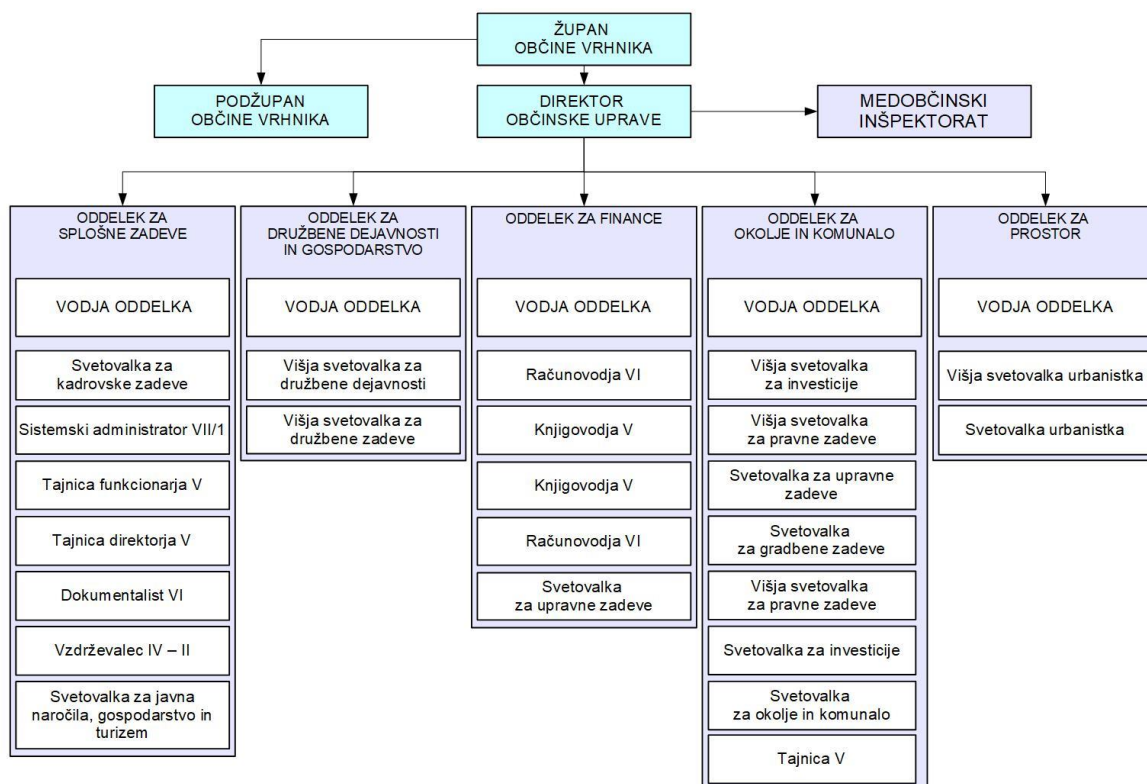 ŽUPAN
OBČINE VRHNIKA
PODŽUPAN
OBČINE VRHNIKA
DIREKTOR
OBČINSKE UPRAVE
MEDOBČINSKI
INŠPEKTORAT
ODDELEK ZA
SPLOŠNE ZADEVE
VODJA ODDELKA
Svetovalka za
kadrovske zadeve
Sistemski administrator VII/1
Tajnica funkcionarja V
Tajnica direktorja V
Dokumentalist VI
Vzdrževalec IV – II
Svetovalka za javna
naročila, gospodarstvo in
turizem
ODDELEK ZA
DRUŽBENE DEJAVNOSTI
IN GOSPODARSTVO
VODJA ODDELKA
Višja svetovalka za
družbene dejavnosti
Višja svetovalka za
družbene zadeve
ODDELEK ZA FINANCE
VODJA ODDELKA
Računovodja VI
Knjigovodja V
Knjigovodja V
Računovodja VI
Svetovalka
za upravne zadeve
ODDELEK ZA
OKOLJE IN KOMUNALO
VODJA ODDELKA
Višja svetovalka
za investicije
Višja svetovalka
za pravne zadeve
Svetovalka za upravne
zadeve
Svetovalka
za gradbene zadeve
Višja svetovalka
za pravne zadeve
Svetovalka za investicije
Svetovalka
za okolje in komunalo
Tajnica V
ODDELEK ZA
PROSTOR
VODJA ODDELKA
Višja svetovalka urbanistka
Svetovalka urbanistka